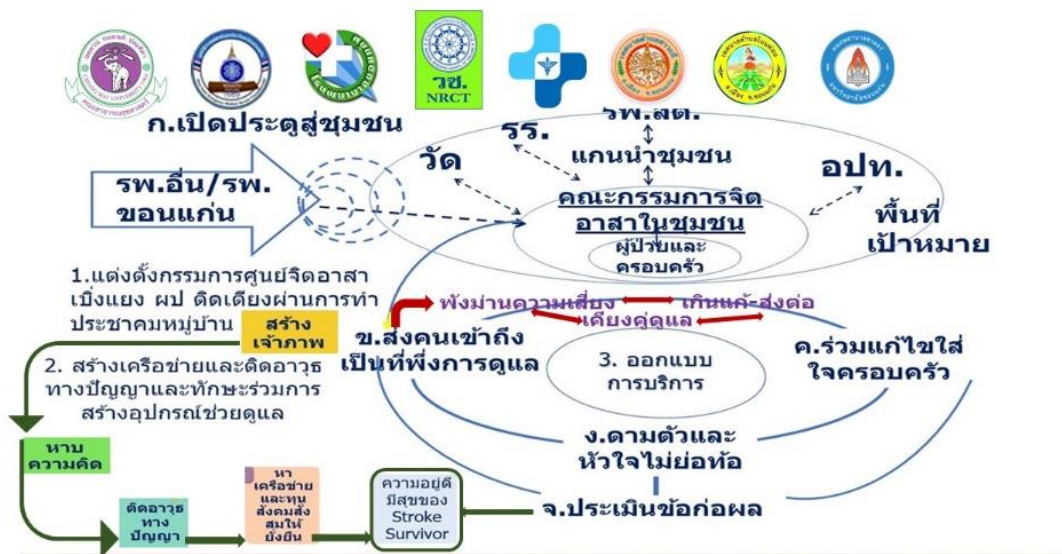 วช.
NRCT
ก.เปิดประตูสู่ชุมชน
รพ.สต.
รร.
แกนนำชุมชน
วัด
อปท.
รพ.อื่น/รพ.
ขอนแก่น
คณะกรรมการจิต
อาสาในชุมชน
ผู้ป่วยและ
ครอบครัว
พื้นที่
เป้าหมาย
1.แต่งตั้งกรรมการศูนย์จิตอาสา
เบิ่งแยง ผป ติดเตียงผ่านการทำ
ประชาคมหมู่บ้าน
สร้าง
เจ้าภาพ
พังม่านความเสี่ยง
เกินแก้-ส่งต่อ
เคียงคู่ดูแล
ข.ส่งคนเข้าถึง
เป็นที่พึ่งการดูแล
ค.ร่วมแก้ไขใส่
ใจครอบครัว
3. ออกแบบ
การบริการ
2. สร้างเครือข่ายและติดอาวุธ
ทางปัญญาและทักษะร่วมการ
สร้างอุปกรณ์ช่วยดูแล
ง.ดามตัวและ
หัวใจไม่ย่อท้อ
หาบ
ความคิด
ติดอาวุธ
ทาง
ปัญญา
หา
เครือข่าย
และทุน
สังคมสั่ง
สมให้
ยั่งยืน
ความอยู่ดี
มีสุขของ
Stroke
Survivor
จ.ประเมินข้อก่อผล